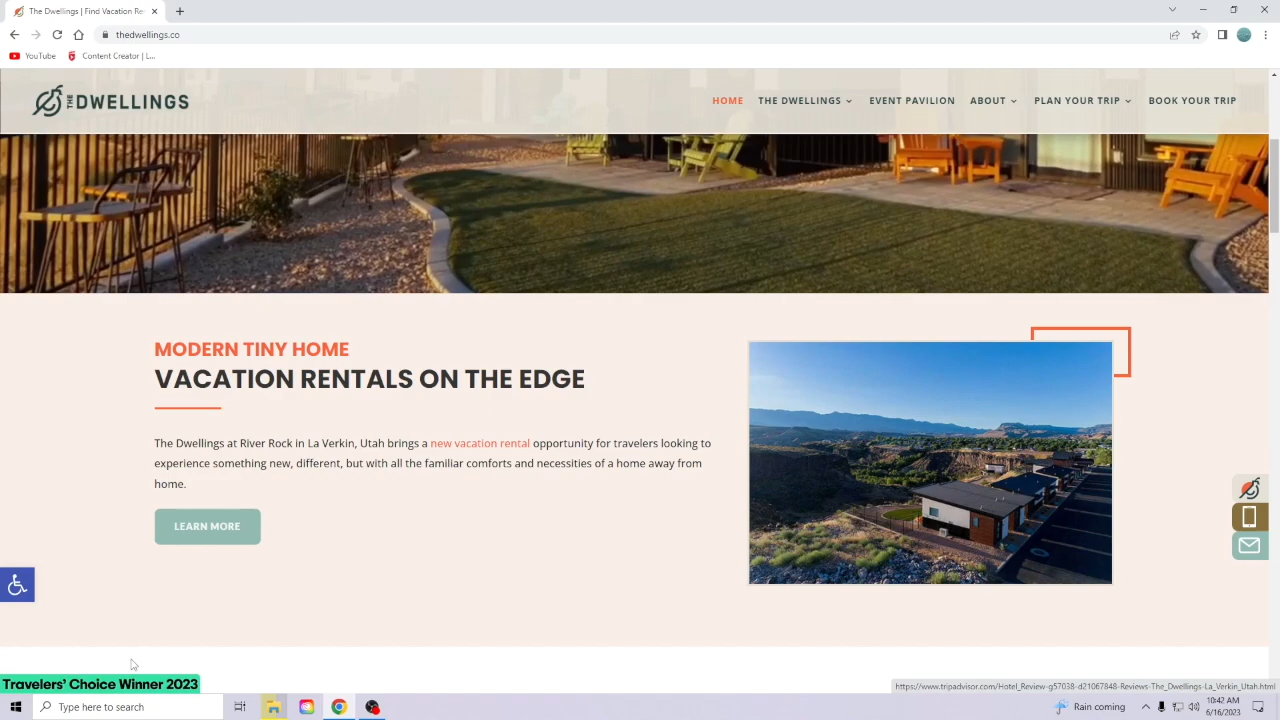 The Dwellings | Find Vacation Re
thedwellings.co
YouTube
Content Creator | L...
THE DWELLINGS
HOME
THE DWELLINGS
EVENT PAVILION
ABOUT
PLAN YOUR TRIP
BOOK YOUR TRIP
MODERN TINY HOME
VACATION RENTALS ON THE EDGE
The Dwellings at River Rock in La Verkin, Utah brings a new vacation rental opportunity for travelers looking to
experience something new, different, but with all the familiar comforts and necessities of a home away from
home.
LEARN MORE
Travelers' Choice Winner 2023
https://www.tripadvisor.com/Hotel_Review-g57038-d21067848-Reviews-The_Dwellings-La_Verkin_Utah.html
Type here to search
Rain coming
10:42 AM
6/16/2023